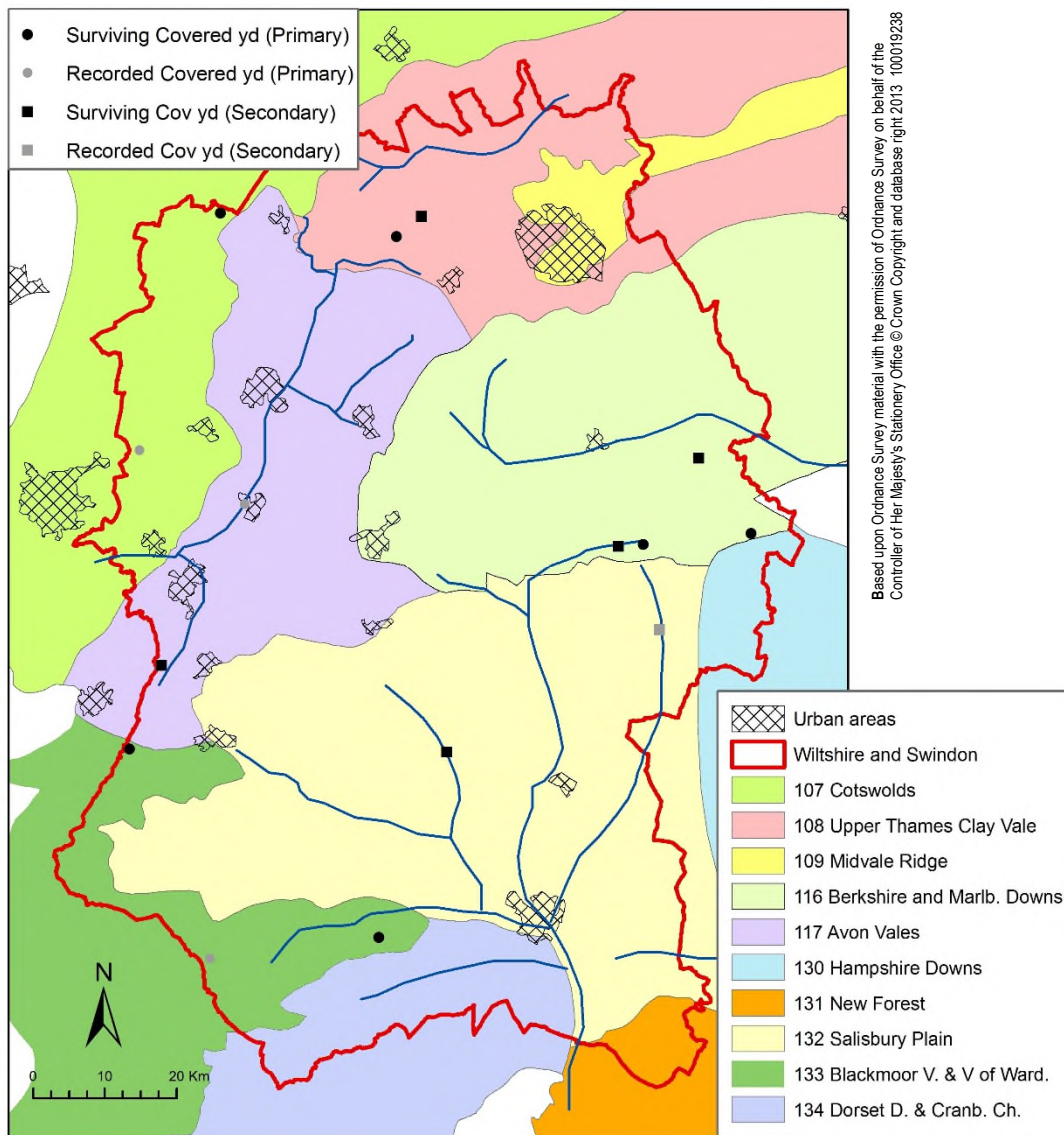 Surviving Covered yd (Primary)
Recorded Covered yd (Primary)
Surviving Cov yd (Secondary)
Recorded Cov yd (Secondary)
Based upon Ordnance Survey material with the permission of Ordnance Survey on behalf of the
Controller of Her Majesty's Stationery Office © Crown Copyright and database right 2013 100019238
Urban areas
Wiltshire and Swindon
107 Cotswolds
108 Upper Thames Clay Vale
109 Midvale Ridge
116 Berkshire and Marlb. Downs
117 Avon Vales
130 Hampshire Downs
131 New Forest
132 Salisbury Plain
133 Blackmoor V. & V of Ward.
134 Dorset D. & Cranb. Ch.
N
0 10 20 Km